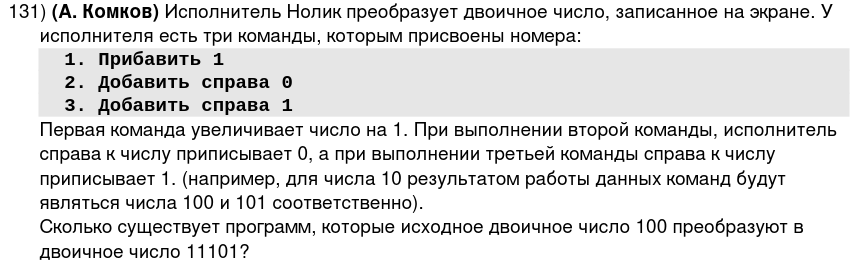 131) (А. Комков) Исполнитель Нолик преобразует двоичное число, записанное на экране. У
исполнителя есть три команды, которым присвоены номера:
1. Прибавить 1
2. Добавить справа 0
3. Добавить справа 1
Первая команда увеличивает число на 1. При выполнении второй команды, исполнитель
справа к числу приписывает 0, а при выполнении третьей команды справа к числу
приписывает 1. (например, для числа 10 результатом работы данных команд будут
являться числа 100 и 101 соответственно).
Сколько существует программ, которые исходное двоичное число 100 преобразуют в
двоичное число 11101?